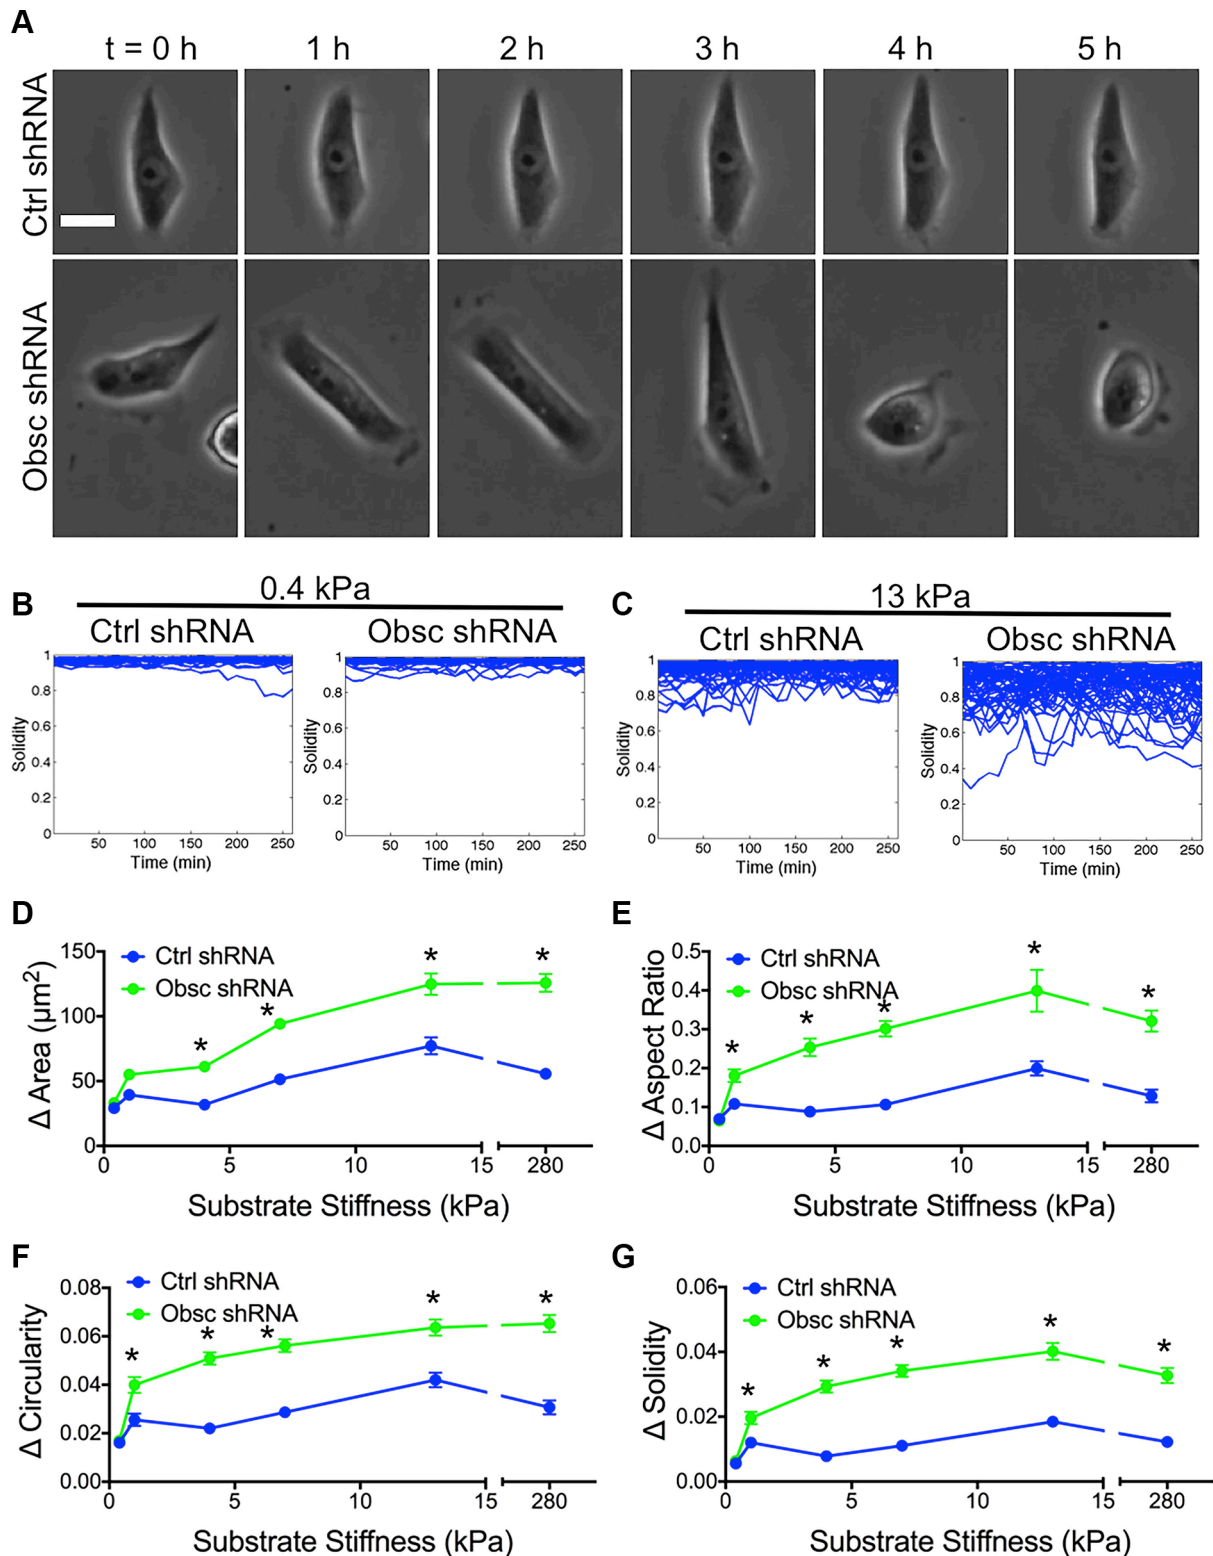 A
t = 0 h 1 h 2 h 3 h 4 h 5 h
Ctrl shRNA
Obsc shRNA
B
0.4 kPa
Ctrl shRNA Obsc shRNA
1
0.8
0.6
0.4
0.2
0
Solidity
50 100 150 200 250
Time (min)
1
0.8
0.6
0.4
0.2
0
Solidity
50 100 150 200 250
Time (min)
C
13 kPa
Ctrl shRNA Obsc shRNA
1
0.8
0.6
0.4
0.2
0
Solidity
50 100 150 200 250
Time (min)
1
0.8
0.6
0.4
0.2
0
Solidity
50 100 150 200 250
Time (min)
D
Δ Area (µm²)
150
100
50
0
Ctrl shRNA
Obsc shRNA
* * * *
0 5 10 15 280
Substrate Stiffness (kPa)
E
Δ Aspect Ratio
0.5
0.4
0.3
0.2
0.1
0.0
Ctrl shRNA
Obsc shRNA
* * * * *
0 5 10 15 280
Substrate Stiffness (kPa)
F
Δ Circularity
0.08
0.06
0.04
0.02
0.00
Ctrl shRNA
Obsc shRNA
* * * * *
0 5 10 15 280
Substrate Stiffness (kPa)
G
Δ Solidity
0.06
0.04
0.02
0.00
Ctrl shRNA
Obsc shRNA
* * * * *
0 5 10 15 280
Substrate Stiffness (kPa)